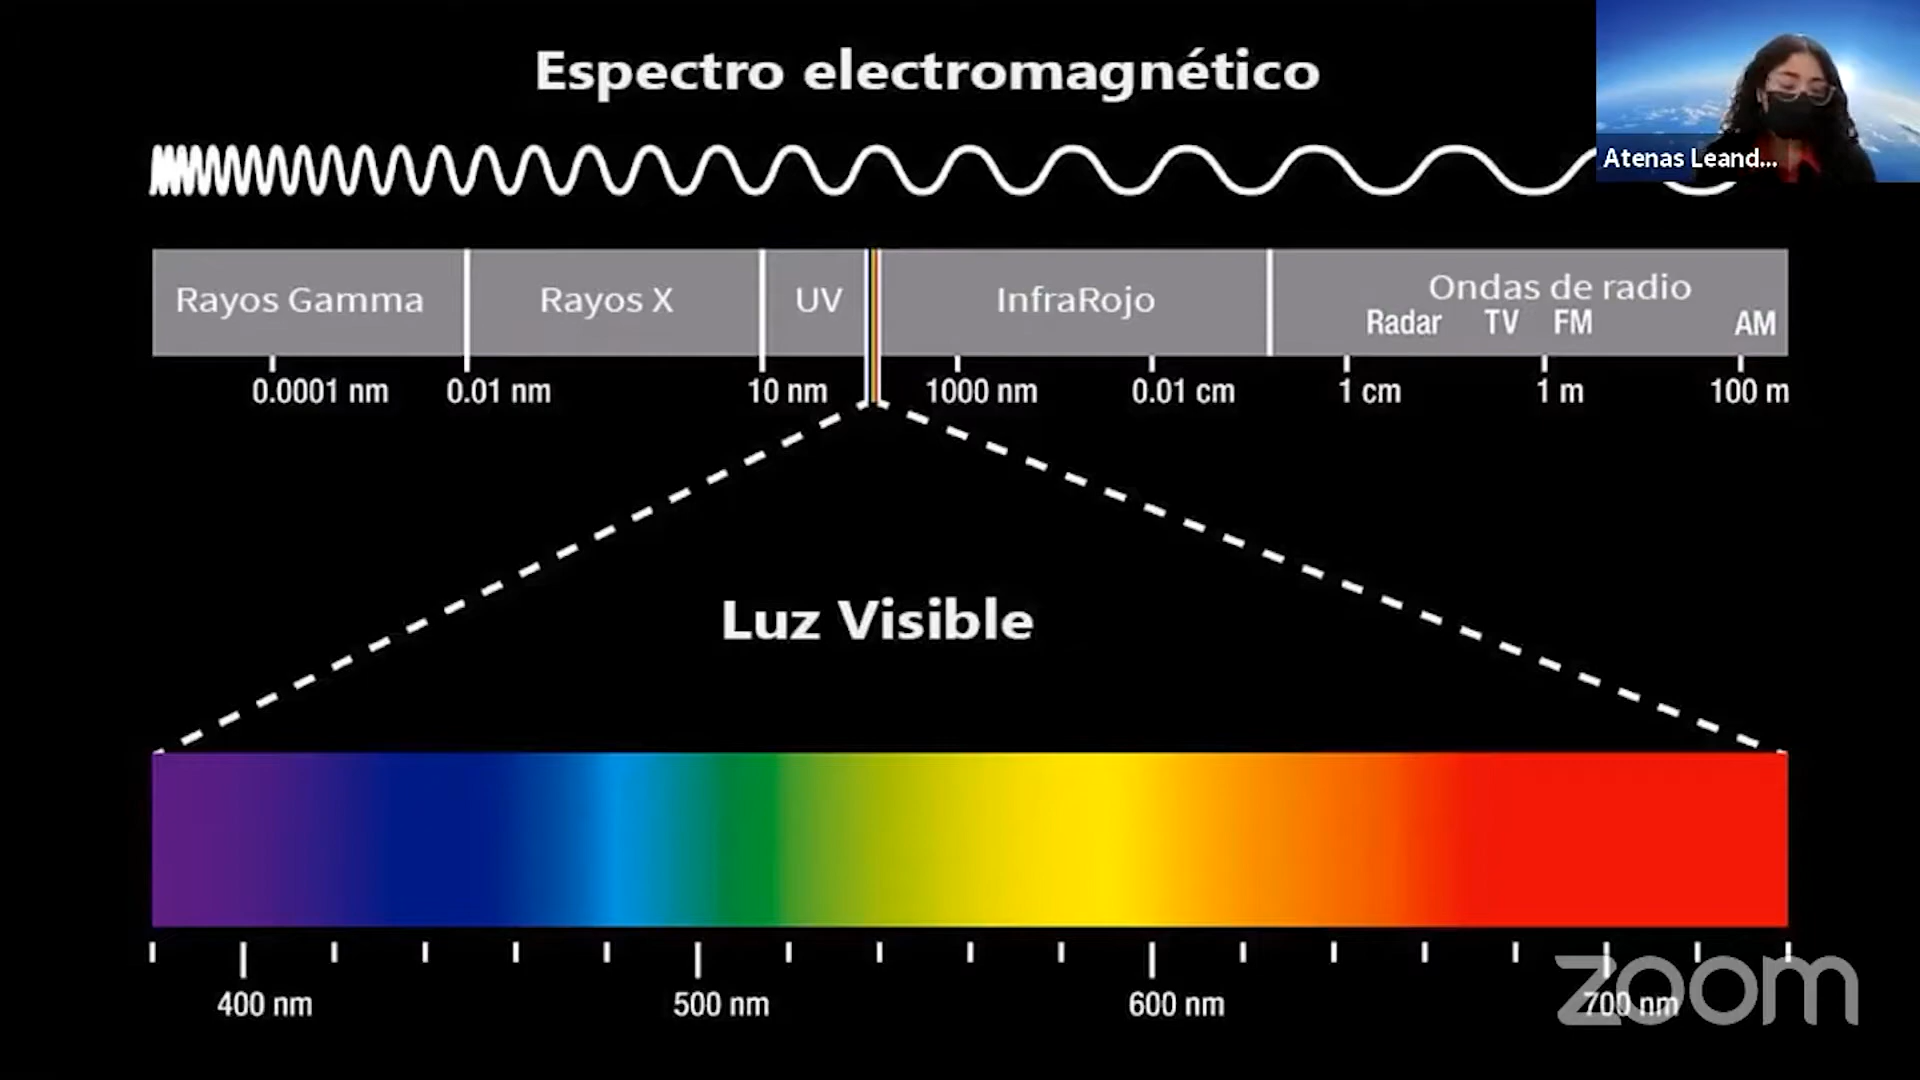 Espectro electromagnético
Atenas Leand...
Rayos Gamma
Rayos X
UV
InfraRojo
Ondas de radio
Radar TV FM AM
0.0001 nm 0.01 nm 10 nm 1000 nm 0.01 cm 1 cm 1 m 100 m
Luz Visible
400 nm 500 nm 600 nm 700 nm
zoom